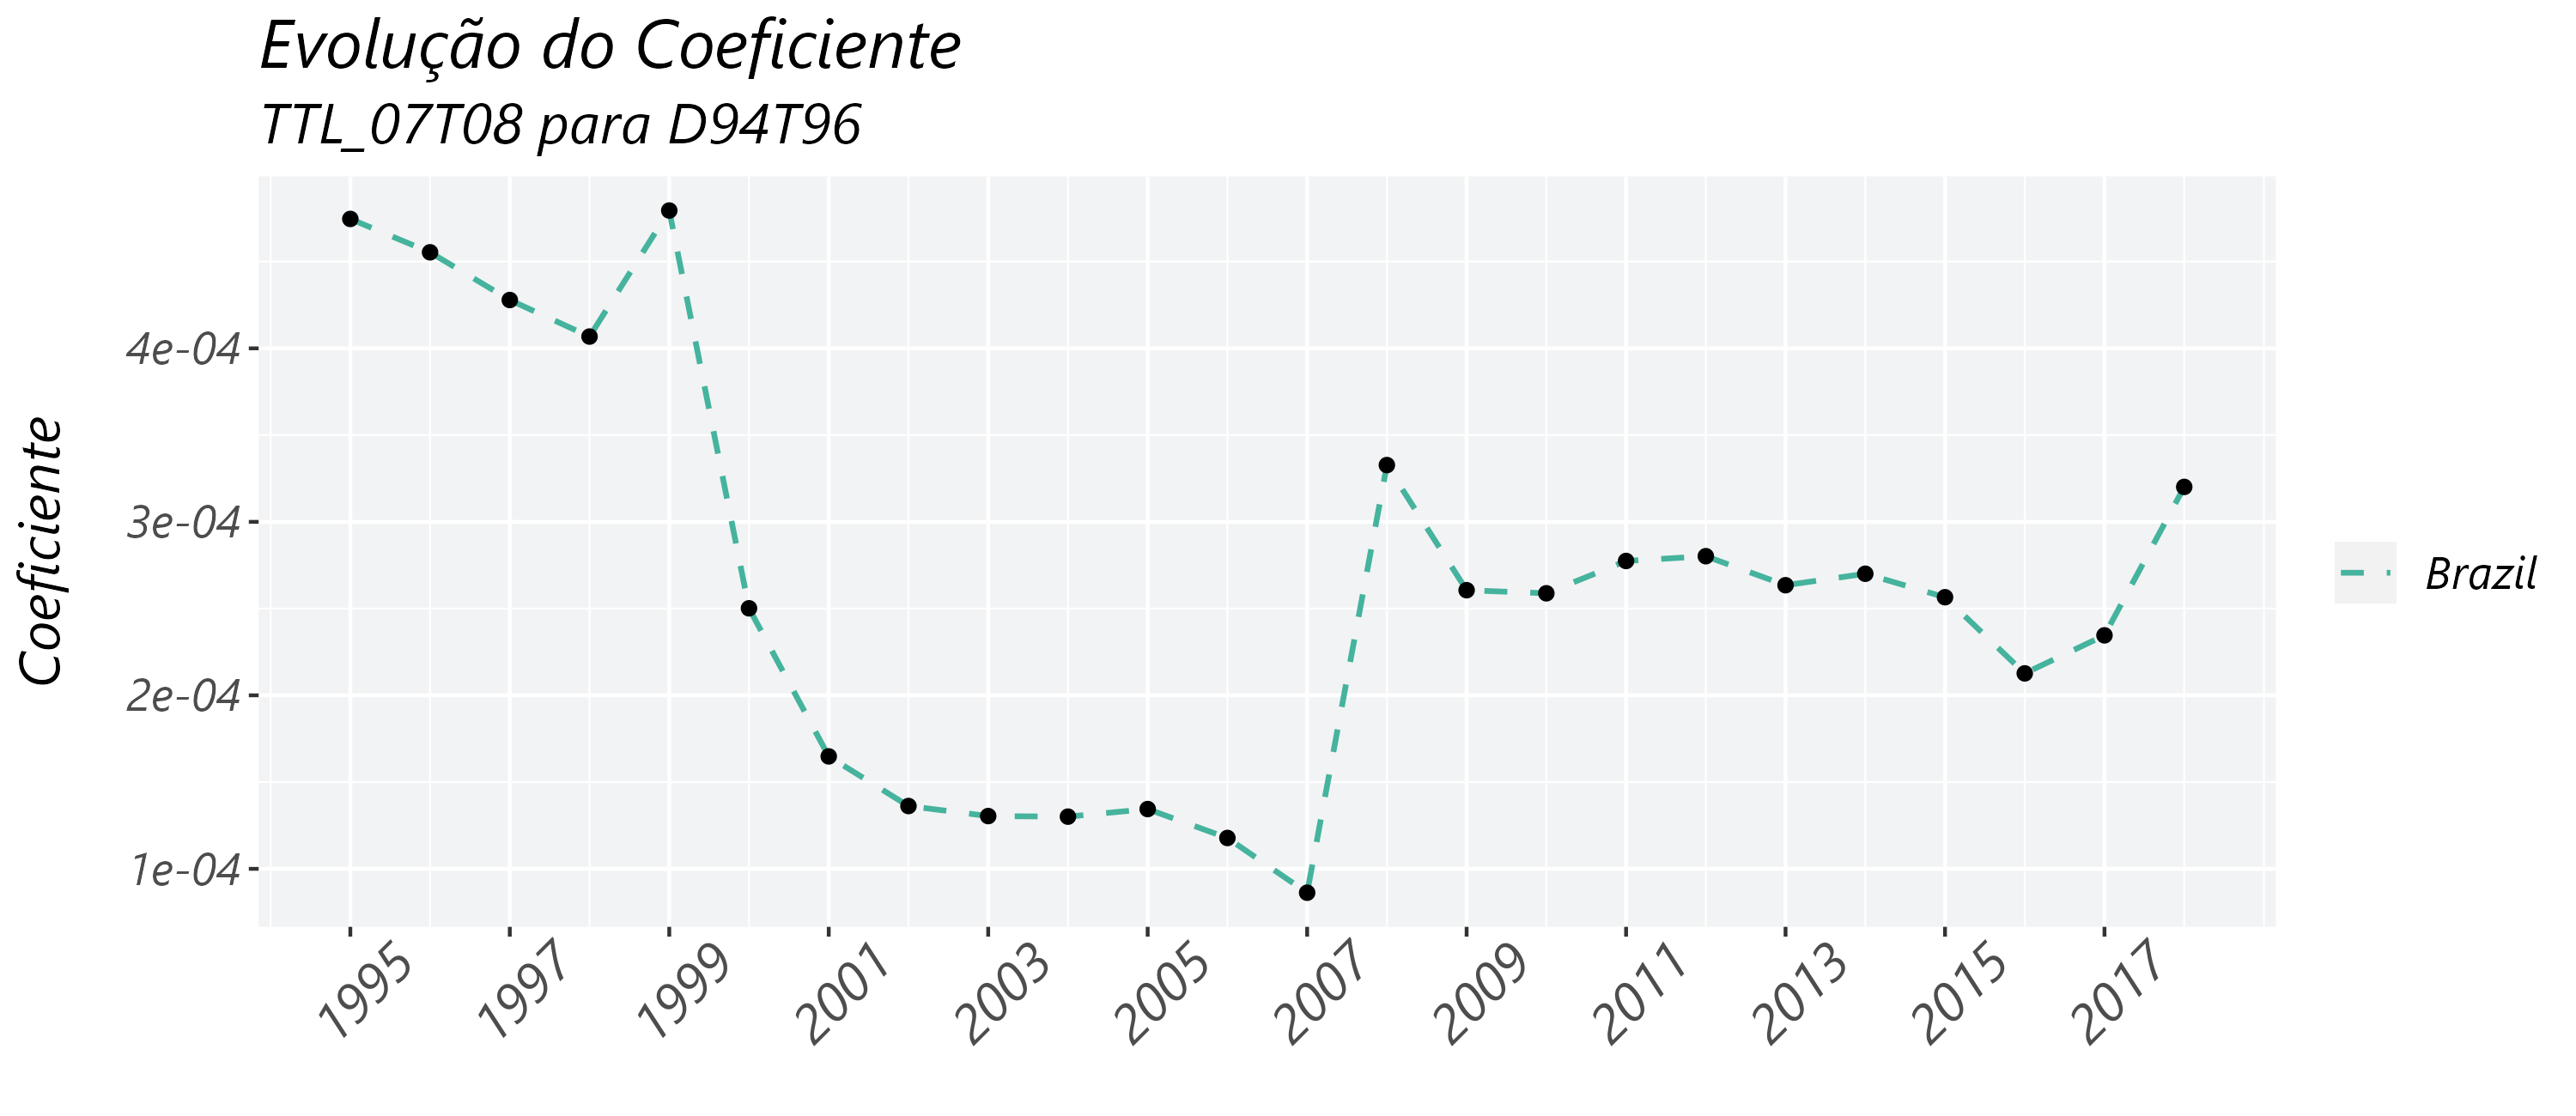 Evolução do Coeficiente
TTL_07T08 para D94T96
Coeficiente
4e-04
3e-04
2e-04
1e-04
1995
1997
1999
2001
2003
2005
2007
2009
2011
2013
2015
2017
Brazil